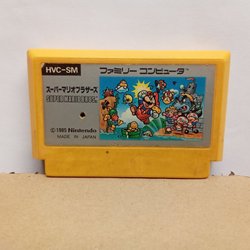 HVC-SM
ファミリー コンピュータ
スーパーマリオブラザーズ
SUPER MARIO BROS.
© 1985 Nintendo
MADE IN JAPAN